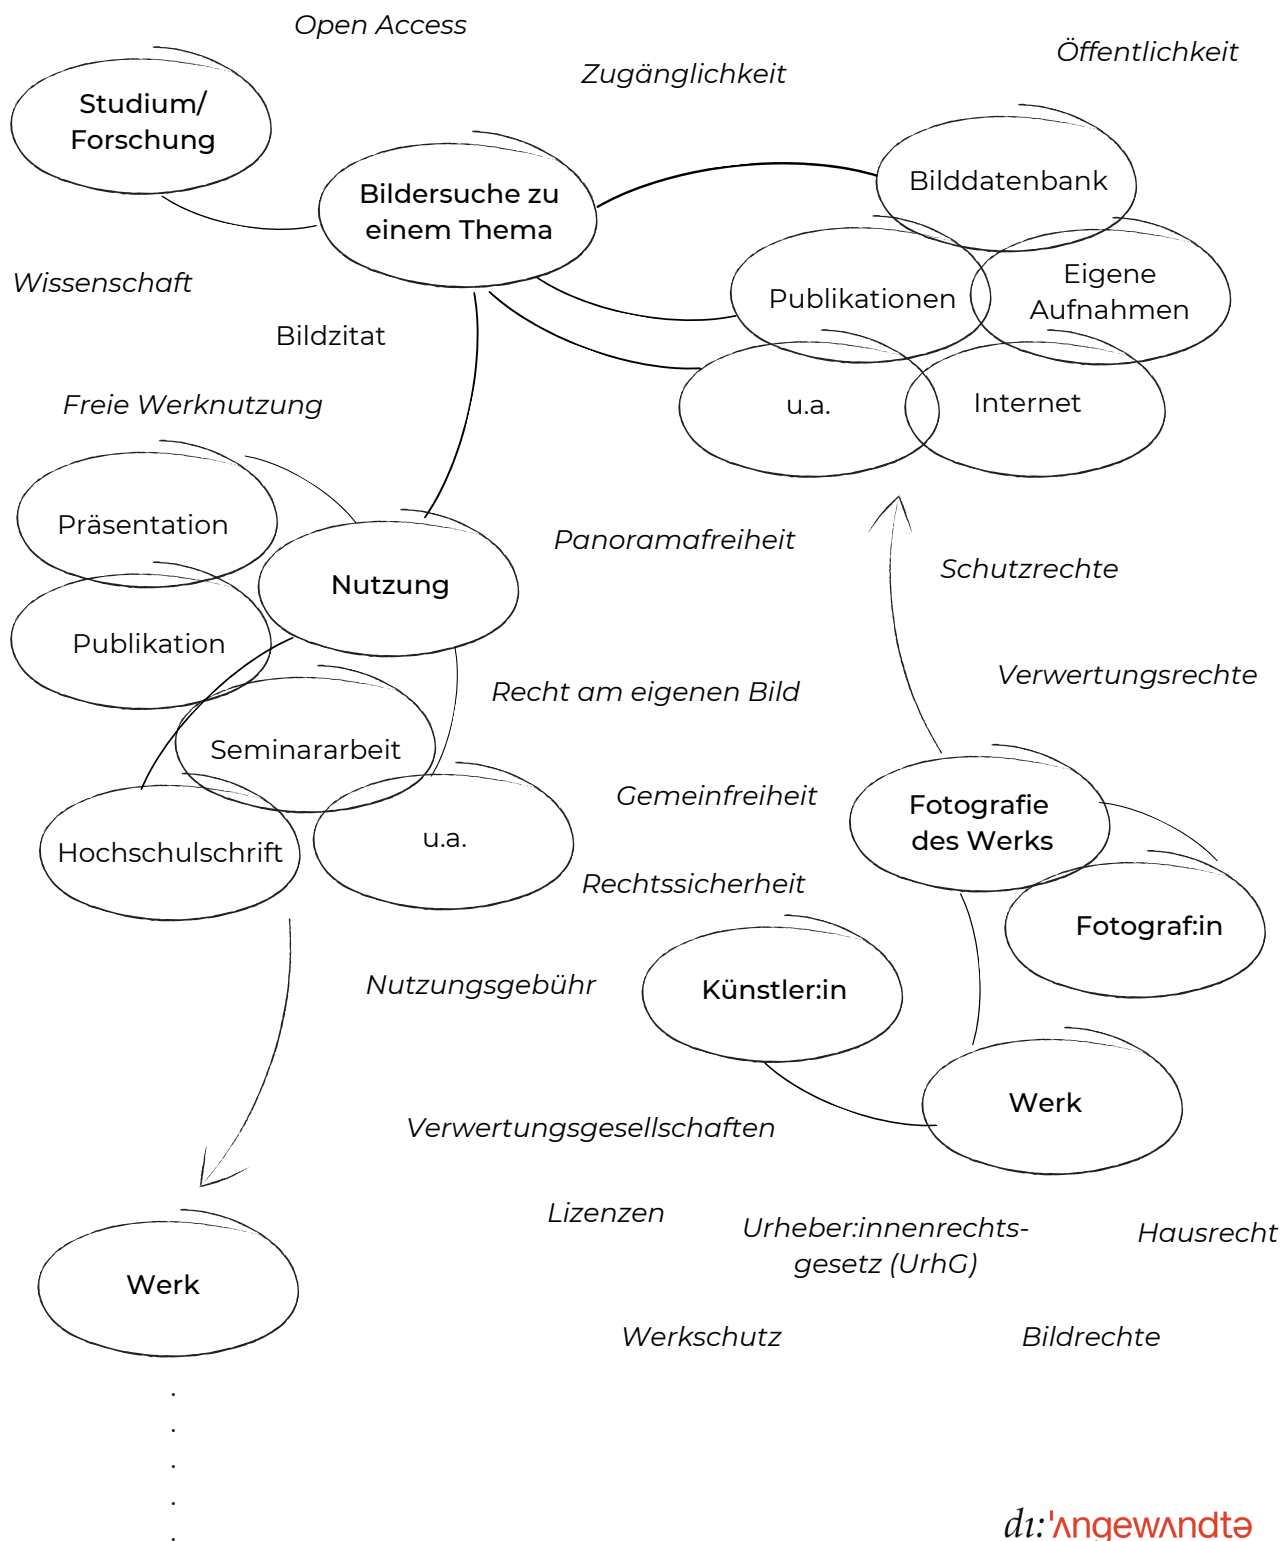 Open Access
Öffentlichkeit
Zugänglichkeit
Studium/
Forschung
Bildersuche zu
einem Thema
Bilddatenbank
Wissenschaft
Publikationen
Eigene
Aufnahmen
Bildzitat
Freie Werknutzung
u.a.
Internet
Präsentation
Panoramafreiheit
Schutzrechte
Nutzung
Publikation
Recht am eigenen Bild
Verwertungsrechte
Seminararbeit
Gemeinfreiheit
Fotografie
des Werks
Hochschulschrift
u.a.
Rechtssicherheit
Fotograf:in
Nutzungsgebühr
Künstler:in
Werk
Verwertungsgesellschaften
Lizenzen
Urheber:innenrechts-
gesetz (UrhG)
Hausrecht
Werk
Werkschutz
Bildrechte
.
.
.
.
.
dı:ˈʌngewʌndtə